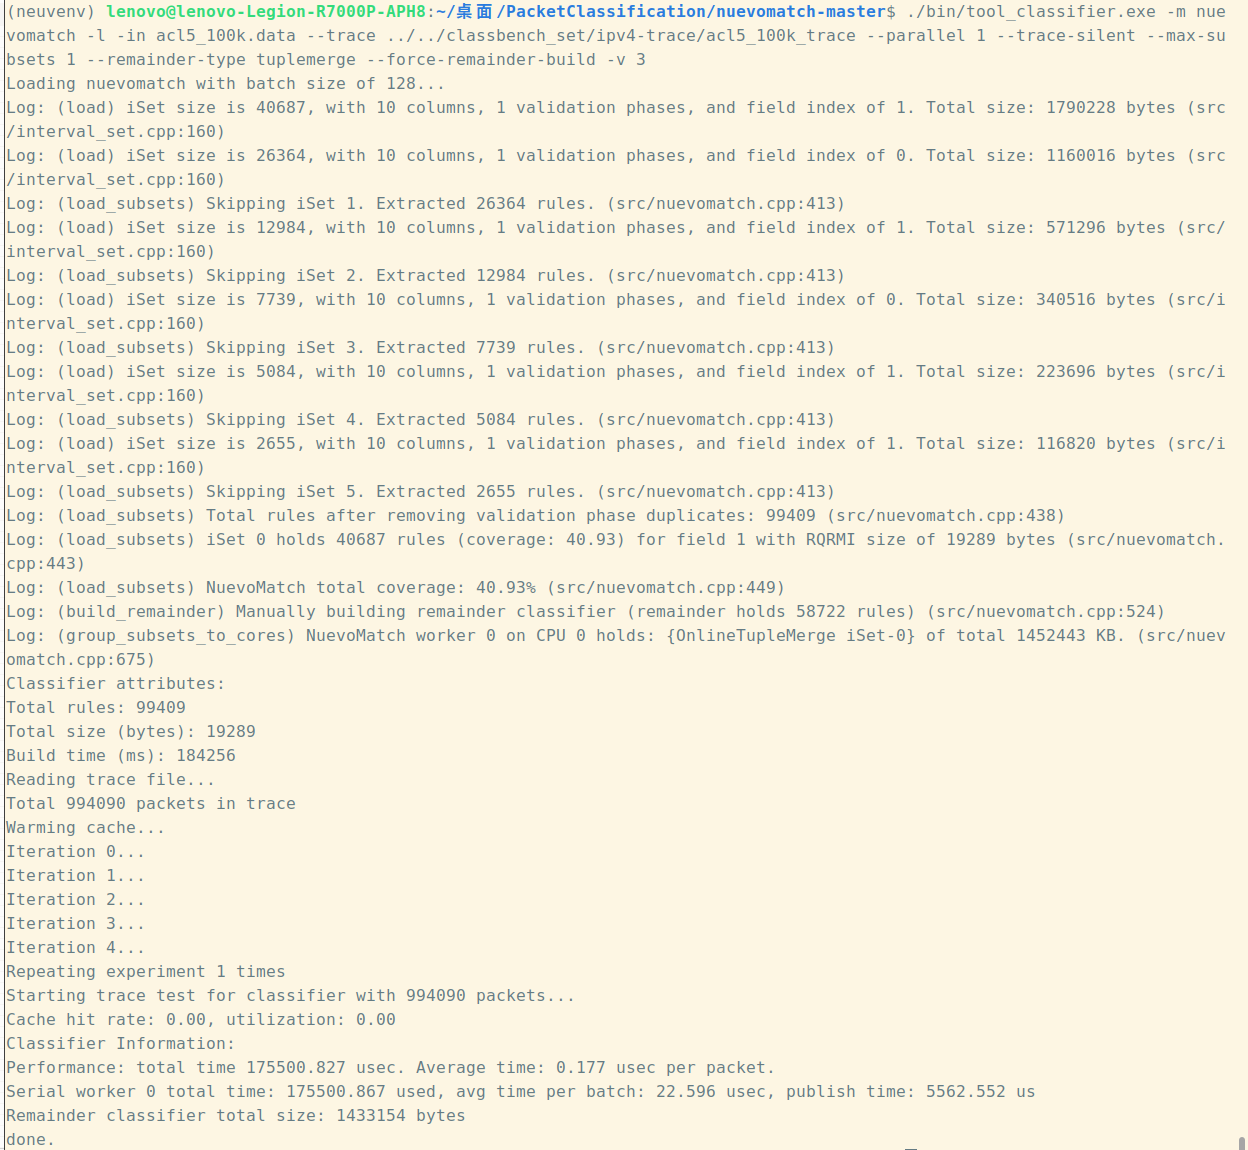 (neuvenv) lenovo@lenovo-Legion-R7000P-APH8:~/桌面/PacketClassification/nuevomatch-master$ ./bin/tool_classifier.exe -m nue
vomatch -l -in acl5_100k.data --trace ../../classbench_set/ipv4-trace/acl5_100k_trace --parallel 1 --trace-silent --max-su
bsets 1 --remainder-type tuplemerge --force-remainder-build -v 3
Loading nuevomatch with batch size of 128...
Log: (load) iSet size is 40687, with 10 columns, 1 validation phases, and field index of 1. Total size: 1790228 bytes (src
/interval_set.cpp:160)
Log: (load) iSet size is 26364, with 10 columns, 1 validation phases, and field index of 0. Total size: 1160016 bytes (src
/interval_set.cpp:160)
Log: (load_subsets) Skipping iSet 1. Extracted 26364 rules. (src/nuevomatch.cpp:413)
Log: (load) iSet size is 12984, with 10 columns, 1 validation phases, and field index of 1. Total size: 571296 bytes (src/
interval_set.cpp:160)
Log: (load_subsets) Skipping iSet 2. Extracted 12984 rules. (src/nuevomatch.cpp:413)
Log: (load) iSet size is 7739, with 10 columns, 1 validation phases, and field index of 0. Total size: 340516 bytes (src/i
nterval_set.cpp:160)
Log: (load_subsets) Skipping iSet 3. Extracted 7739 rules. (src/nuevomatch.cpp:413)
Log: (load) iSet size is 5084, with 10 columns, 1 validation phases, and field index of 1. Total size: 223696 bytes (src/i
nterval_set.cpp:160)
Log: (load_subsets) Skipping iSet 4. Extracted 5084 rules. (src/nuevomatch.cpp:413)
Log: (load) iSet size is 2655, with 10 columns, 1 validation phases, and field index of 1. Total size: 116820 bytes (src/i
nterval_set.cpp:160)
Log: (load_subsets) Skipping iSet 5. Extracted 2655 rules. (src/nuevomatch.cpp:413)
Log: (load_subsets) Total rules after removing validation phase duplicates: 99409 (src/nuevomatch.cpp:438)
Log: (load_subsets) iSet 0 holds 40687 rules (coverage: 40.93) for field 1 with RQRMI size of 19289 bytes (src/nuevomatch.
cpp:443)
Log: (load_subsets) NuevoMatch total coverage: 40.93% (src/nuevomatch.cpp:449)
Log: (build_remainder) Manually building remainder classifier (remainder holds 58722 rules) (src/nuevomatch.cpp:524)
Log: (group_subsets_to_cores) NuevoMatch worker 0 on CPU 0 holds: {OnlineTupleMerge iSet-0} of total 1452443 KB. (src/nuev
omatch.cpp:675)
Classifier attributes:
Total rules: 99409
Total size (bytes): 19289
Build time (ms): 184256
Reading trace file...
Total 994090 packets in trace
Warming cache...
Iteration 0...
Iteration 1...
Iteration 2...
Iteration 3...
Iteration 4...
Repeating experiment 1 times
Starting trace test for classifier with 994090 packets...
Cache hit rate: 0.00, utilization: 0.00
Classifier Information:
Performance: total time 175500.827 usec. Average time: 0.177 usec per packet.
Serial worker 0 total time: 175500.867 used, avg time per batch: 22.596 usec, publish time: 5562.552 us
Remainder classifier total size: 1433154 bytes
done.